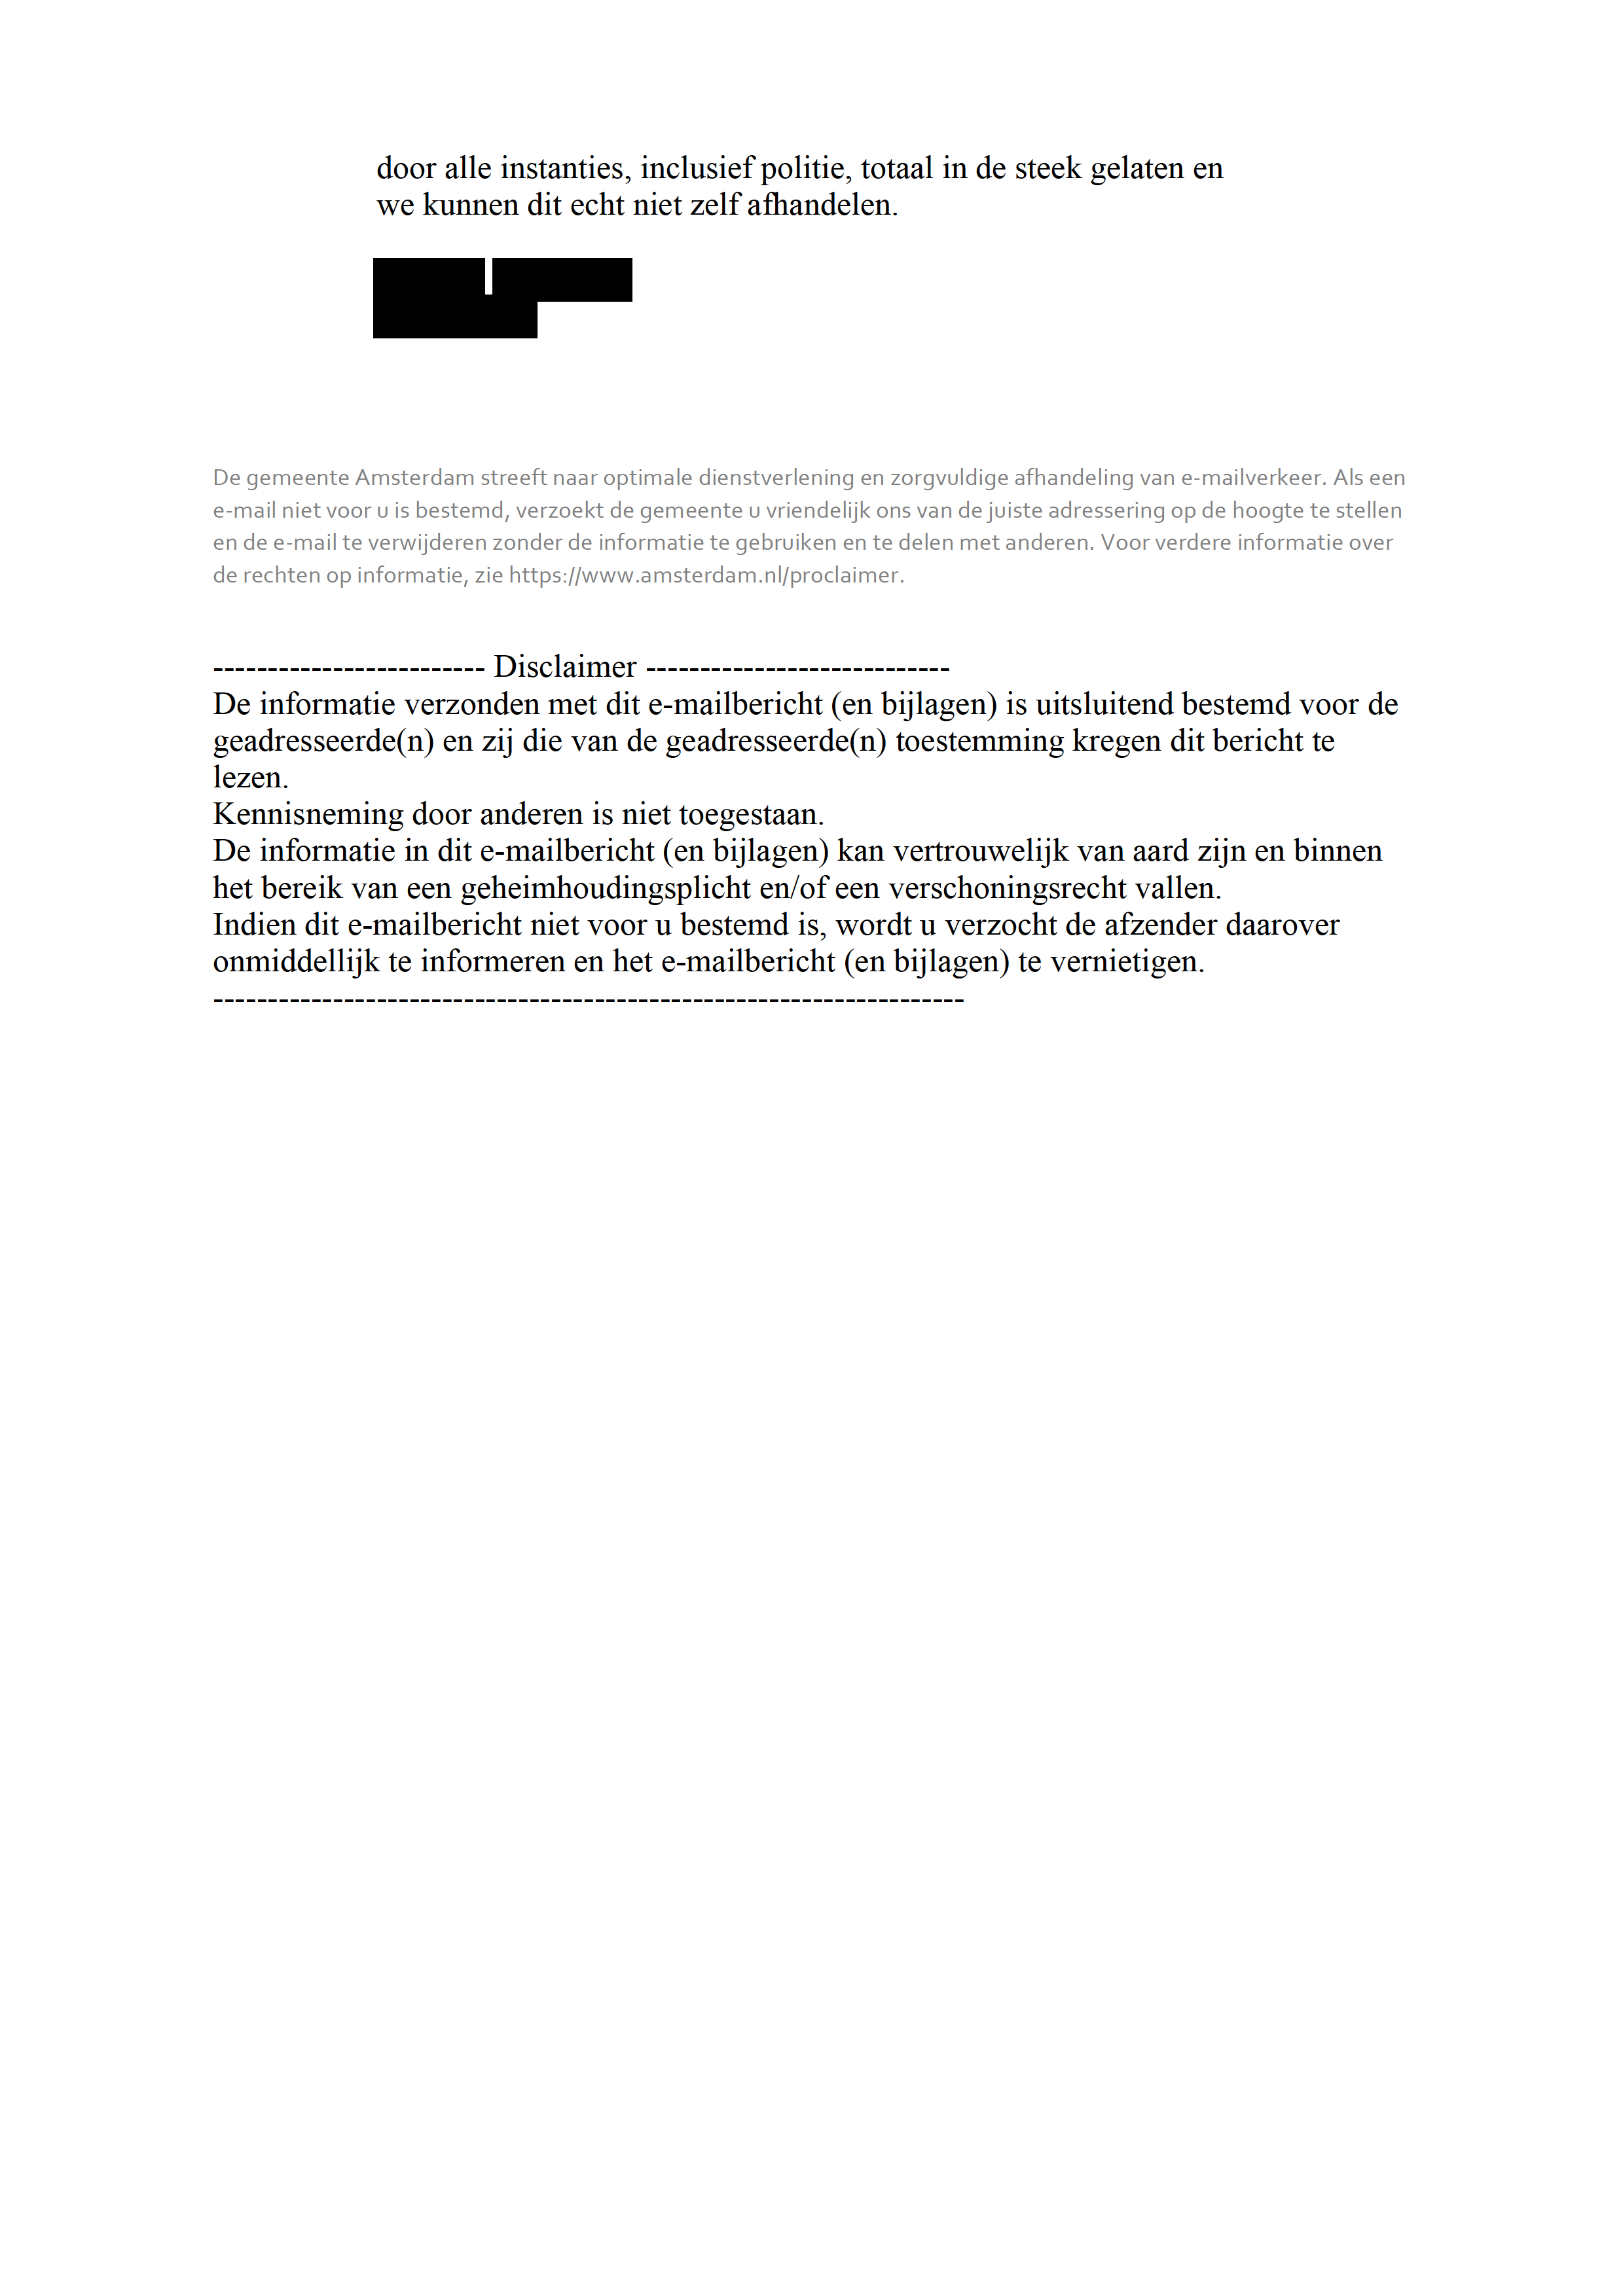 door alle instanties, inclusief politie, totaal in de steek gelaten en
we kunnen dit echt niet zelf afhandelen.
De gemeente Amsterdam streeft naar optimale dienstverlening en zorgvuldige afhandeling van e-mailverkeer. Als een
e-mail niet voor u is bestemd, verzoekt de gemeente u vriendelijk ons van de juiste adressering op de hoogte te stellen
en de e-mail te verwijderen zonder de informatie te gebruiken en te delen met anderen. Voor verdere informatie over
de rechten op informatie, zie https://www.amsterdam.nl/proclaimer.
------------------------- Disclaimer ----------------------------
De informatie verzonden met dit e-mailbericht (en bijlagen) is uitsluitend bestemd voor de
geadresseerde(n) en zij die van de geadresseerde(n) toestemming kregen dit bericht te
lezen.
Kennisneming door anderen is niet toegestaan.
De informatie in dit e-mailbericht (en bijlagen) kan vertrouwelijk van aard zijn en binnen
het bereik van een geheimhoudingsplicht en/of een verschoningsrecht vallen.
Indien dit e-mailbericht niet voor u bestemd is, wordt u verzocht de afzender daarover
onmiddellijk te informeren en het e-mailbericht (en bijlagen) te vernietigen.
---------------------------------------------------------------------